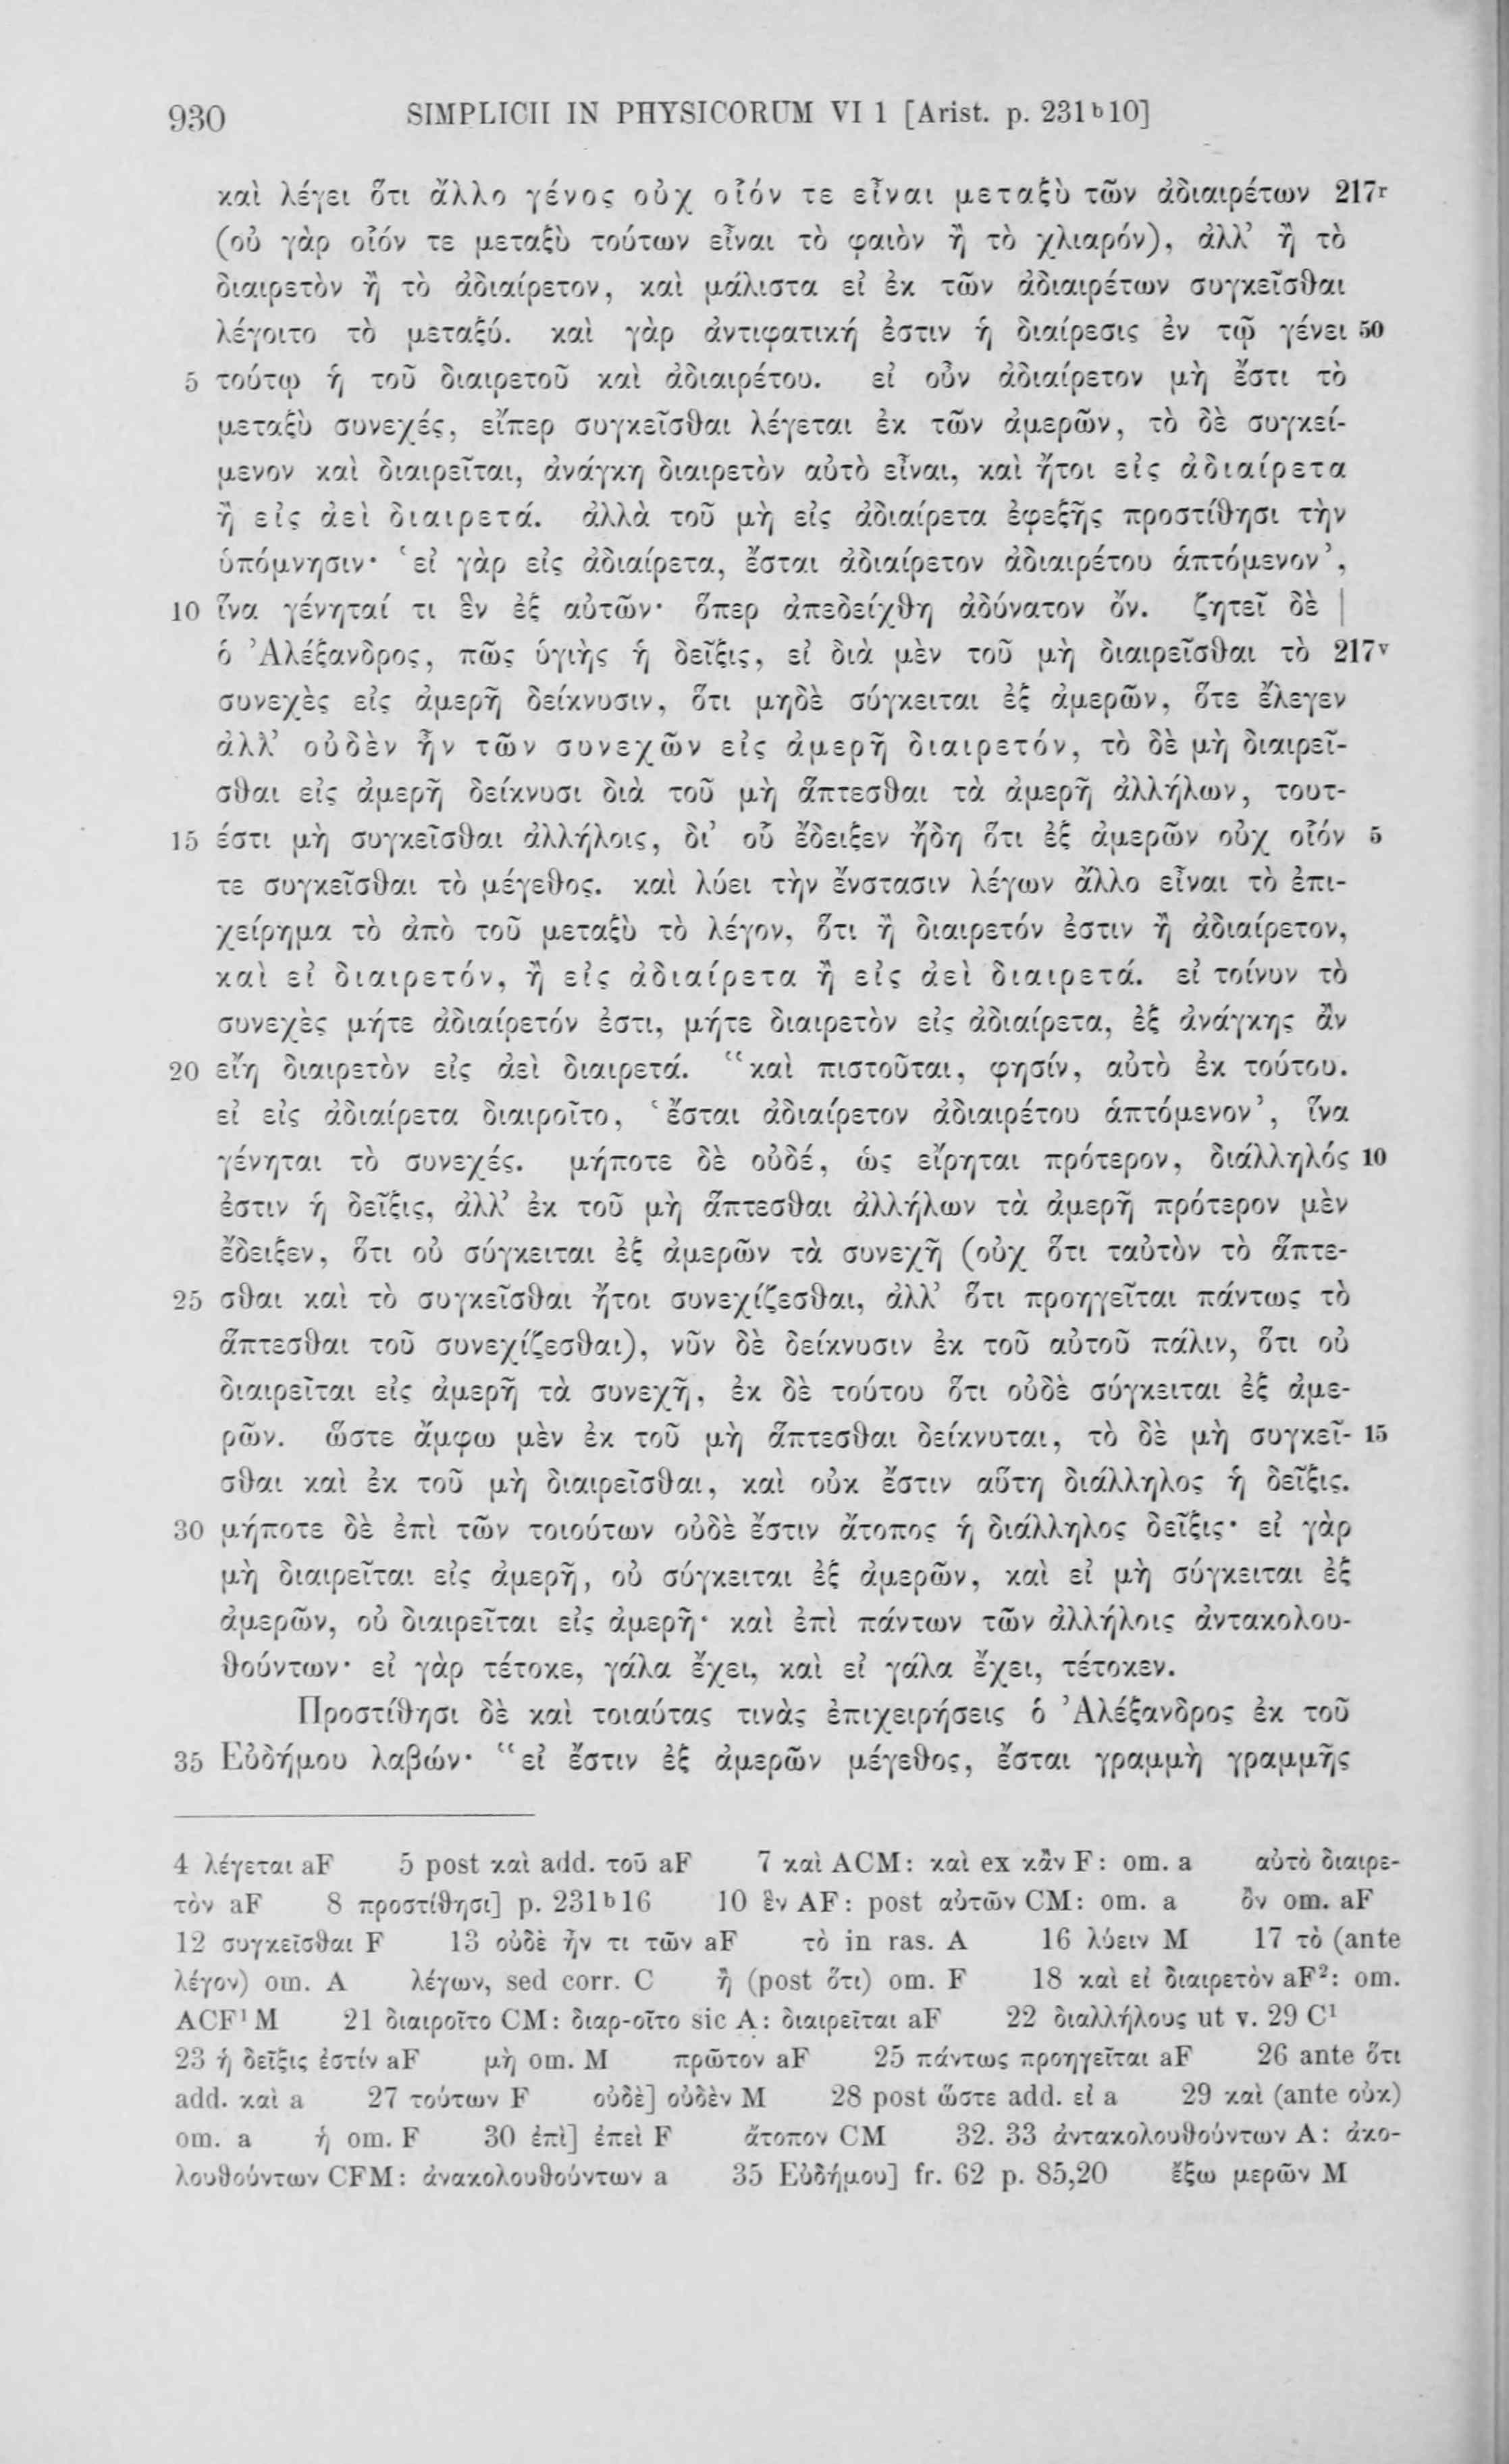 930 SIMPLICII IN PHYSICORUM VI 1 [Arist. p. 231b10]
καὶ λέγει ὅτι ἄλλο γένος οὐχ οἷόν τε εἶναι μεταξὺ τῶν ἀδιαιρέτων 217r
(οὐ γὰρ οἷόν τε μεταξὺ τούτων εἶναι τὸ φαιὸν ἢ τὸ χλιαρόν), ἀλλ’ ἢ τὸ
διαιρετὸν ἢ τὸ ἀδιαίρετον, καὶ μάλιστα εἰ ἐκ τῶν ἀδιαιρέτων συγκεῖσθαι
λέγοιτο τὸ μεταξύ. καὶ γὰρ ἀντιφατική ἐστιν ἡ διαίρεσις ἐν τῷ γένει 50
5 τούτῳ ἡ τοῦ διαιρετοῦ καὶ ἀδιαιρέτου. εἰ οὖν ἀδιαίρετον μὴ ἔστι τὸ
μεταξὺ συνεχές, εἴπερ συγκεῖσθαι λέγεται ἐκ τῶν ἀμερῶν, τὸ δὲ συγκεί-
μενον καὶ διαιρεῖται, ἀνάγκη διαιρετὸν αὐτὸ εἶναι, καὶ ἤτοι εἰς ἀδιαίρετα
ἢ εἰς ἀεὶ διαιρετά. ἀλλὰ τοῦ μὴ εἰς ἀδιαίρετα ἐφεξῆς προστίθησι τὴν
ὑπόμνησιν· ‘εἰ γὰρ εἰς ἀδιαίρετα, ἔσται ἀδιαίρετον ἀδιαιρέτου ἁπτόμενον’,
10 ἵνα γένηταί τι ἓν ἐξ αὐτῶν· ὅπερ ἀπεδείχθη ἀδύνατον ὄν. ζητεῖ δὲ |
ὁ Ἀλέξανδρος, πῶς ὑγιὴς ἡ δεῖξις, εἰ διὰ μὲν τοῦ μὴ διαιρεῖσθαι τὸ 217v
συνεχὲς εἰς ἀμερῆ δείκνυσιν, ὅτι μηδὲ σύγκειται ἐξ ἀμερῶν, ὅτε ἔλεγεν
ἀλλ’ οὐδὲν ἦν τῶν συνεχῶν εἰς ἀμερῆ διαιρετόν, τὸ δὲ μὴ διαιρεῖ-
σθαι εἰς ἀμερῆ δείκνυσι διὰ τοῦ μὴ ἅπτεσθαι τὰ ἀμερῆ ἀλλήλων, τουτ-
15 έστι μὴ συγκεῖσθαι ἀλλήλοις, δι’ οὗ ἔδειξεν ἤδη ὅτι ἐξ ἀμερῶν οὐχ οἷόν 5
τε συγκεῖσθαι τὸ μέγεθος. καὶ λύει τὴν ἔνστασιν λέγων ἄλλο εἶναι τὸ ἐπι-
χείρημα τὸ ἀπὸ τοῦ μεταξὺ τὸ λέγον, ὅτι ἢ διαιρετόν ἐστιν ἢ ἀδιαίρετον,
καὶ εἰ διαιρετόν, ἢ εἰς ἀδιαίρετα ἢ εἰς ἀεὶ διαιρετά. εἰ τοίνυν τὸ
συνεχὲς μήτε ἀδιαίρετόν ἐστι, μήτε διαιρετὸν εἰς ἀδιαίρετα, ἐξ ἀνάγκης ἂν
20 εἴη διαιρετὸν εἰς ἀεὶ διαιρετά. “καὶ πιστοῦται, φησίν, αὐτὸ ἐκ τούτου.
εἰ εἰς ἀδιαίρετα διαιροῖτο, ‘ἔσται ἀδιαίρετον ἀδιαιρέτου ἁπτόμενον’, ἵνα
γένηται τὸ συνεχές. μήποτε δὲ οὐδέ, ὡς εἴρηται πρότερον, διάλληλός 10
ἐστιν ἡ δεῖξις, ἀλλ’ ἐκ τοῦ μὴ ἅπτεσθαι ἀλλήλων τὰ ἀμερῆ πρότερον μὲν
ἔδειξεν, ὅτι οὐ σύγκειται ἐξ ἀμερῶν τὰ συνεχῆ (οὐχ ὅτι ταὐτὸν τὸ ἅπτε-
25 σθαι καὶ τὸ συγκεῖσθαι ἤτοι συνεχίζεσθαι, ἀλλ’ ὅτι προηγεῖται πάντως τὸ
ἅπτεσθαι τοῦ συνεχίζεσθαι), νῦν δὲ δείκνυσιν ἐκ τοῦ αὐτοῦ πάλιν, ὅτι οὐ
διαιρεῖται εἰς ἀμερῆ τὰ συνεχῆ, ἐκ δὲ τούτου ὅτι οὐδὲ σύγκειται ἐξ ἀμε-
ρῶν. ὥστε ἄμφω μὲν ἐκ τοῦ μὴ ἅπτεσθαι δείκνυται, τὸ δὲ μὴ συγκεῖ- 15
σθαι καὶ ἐκ τοῦ μὴ διαιρεῖσθαι, καὶ οὐκ ἔστιν αὕτη διάλληλος ἡ δεῖξις.
30 μήποτε δὲ ἐπὶ τῶν τοιούτων οὐδὲ ἔστιν ἄτοπος ἡ διάλληλος δεῖξις· εἰ γὰρ
μὴ διαιρεῖται εἰς ἀμερῆ, οὐ σύγκειται ἐξ ἀμερῶν, καὶ εἰ μὴ σύγκειται ἐξ
ἀμερῶν, οὐ διαιρεῖται εἰς ἀμερῆ· καὶ ἐπὶ πάντων τῶν ἀλλήλοις ἀντακολου-
θούντων· εἰ γὰρ τέτοκε, γάλα ἔχει, καὶ εἰ γάλα ἔχει, τέτοκεν.
Προστίθησι δὲ καὶ τοιαύτας τινὰς ἐπιχειρήσεις ὁ Ἀλέξανδρος ἐκ τοῦ
35 Εὐδήμου λαβών· “εἰ ἔστιν ἐξ ἀμερῶν μέγεθος, ἔσται γραμμὴ γραμμῆς
4 λέγεται aF 5 post καὶ add. τοῦ aF 7 καὶ ACM: καὶ ex κἂν F: om. a αὐτὸ διαιρε-
τὸν aF 8 προστίθησι] p. 231b16 10 ἓν AF: post αὐτῶν CM: om. a ὂν om. aF
12 συγκεῖσθαι F 13 οὐδὲ ἦν τι τῶν aF τὸ in ras. A 16 λύειν M 17 τὸ (ante
λέγον) om. A λέγων, sed corr. C ἢ (post ὅτι) om. F 18 καὶ εἰ διαιρετὸν aF²: om.
ACF¹M 21 διαιροῖτο CM: διαρ-οῖτο sic A: διαιρεῖται aF 22 διαλλήλους ut v. 29 C¹
23 ἡ δεῖξις ἐστίν aF μὴ om. M πρῶτον aF 25 πάντως προηγεῖται aF 26 ante ὅτι
add. καὶ a 27 τούτων F οὐδὲ] οὐδὲν M 28 post ὥστε add. εἰ a 29 καὶ (ante οὐκ)
om. a ἡ om. F 30 ἐπὶ] ἐπεὶ F ἄτοπον CM 32. 33 ἀντακολουθούντων A: ἀκο-
λουθούντων CFM: ἀνακολουθούντων a 35 Εὐδήμου] fr. 62 p. 85,20 ἔξω μερῶν M